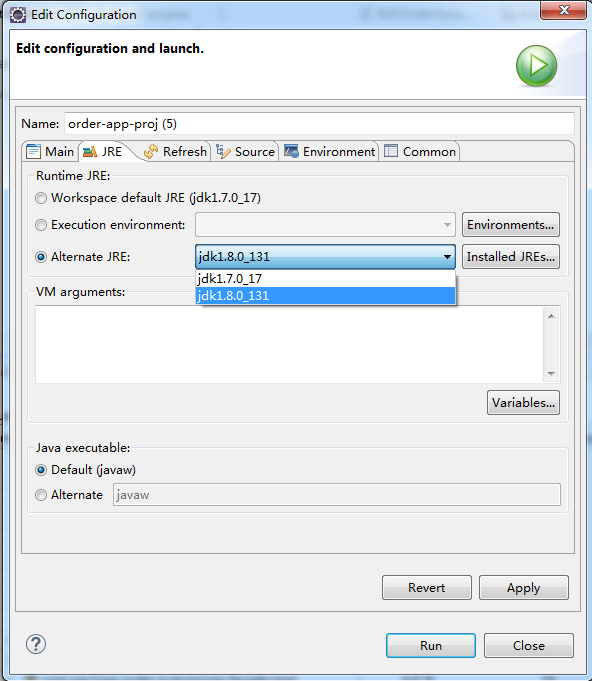 Edit Configuration
Edit configuration and launch.
Name: order-app-proj (5)
Main JRE Refresh Source Environment Common
Runtime JRE:
Workspace default JRE (jdk1.7.0_17)
Execution environment: Environments...
Alternate JRE: jdk1.8.0_131 Installed JREs...
jdk1.7.0_17
jdk1.8.0_131
VM arguments:
Variables...
Java executable:
Default (javaw)
Alternate javaw
Revert Apply
? Run Close